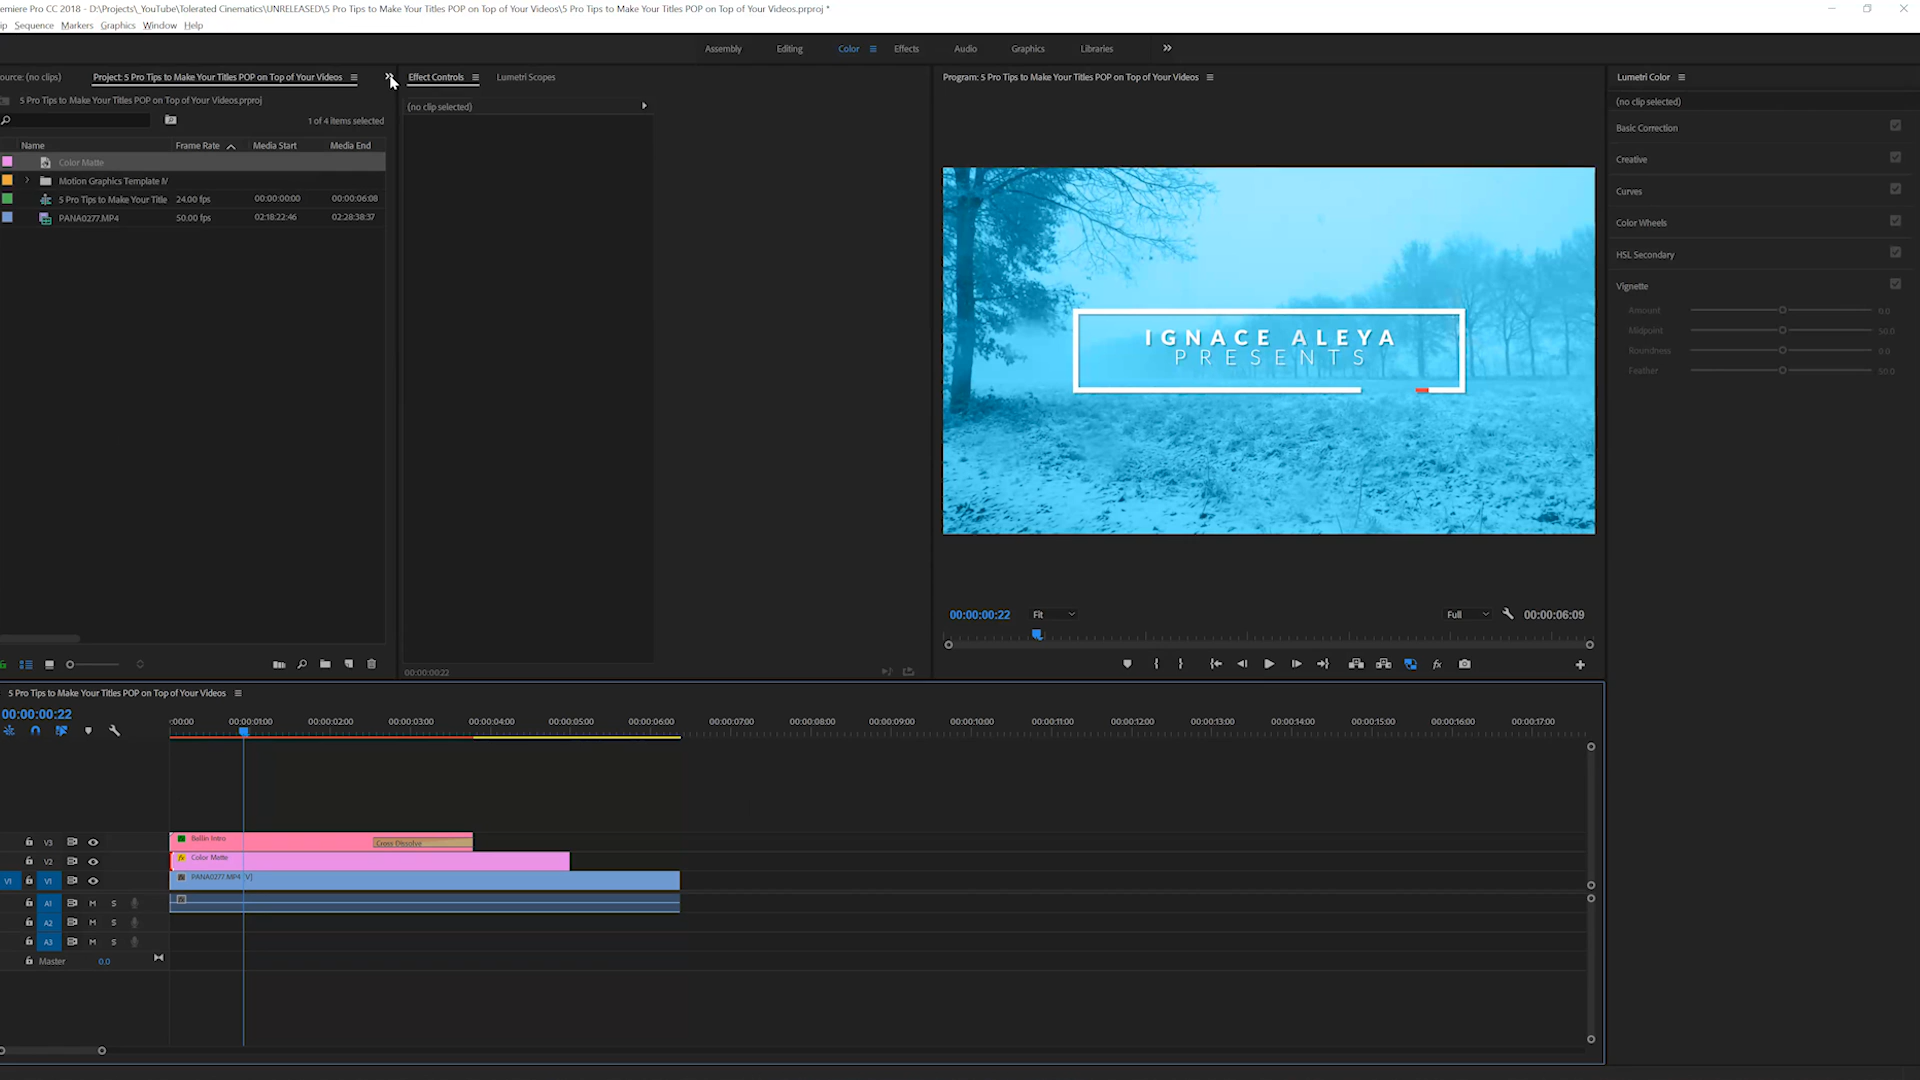 emiere Pro CC 2018 - D:\Projects\_YouTube\Tolerated Cinematics\UNRELEASED\5 Pro Tips to Make Your Titles POP on Top of Your Videos\5 Pro Tips to Make Your Titles POP on Top of Your Videos.prproj *
ip Sequence Markers Graphics Window Help
Assembly Editing Color Effects Audio Graphics Libraries
ource: (no clips) Project: 5 Pro Tips to Make Your Titles POP on Top of Your Videos Effect Controls Lumetri Scopes Program: 5 Pro Tips to Make Your Titles POP on Top of Your Videos Lumetri Color
5 Pro Tips to Make Your Titles POP on Top of Your Videos.prproj (no clip selected) (no clip selected)
1 of 4 items selected
Name Frame Rate Media Start Media End
Color Matte
Motion Graphics Template M
5 Pro Tips to Make Your Title 24.00 fps 00:00:00:00 00:00:06:08
PANA0277.MP4 50.00 fps 02:18:22:46 02:28:38:37
Basic Correction
Creative
Curves
Color Wheels
HSL Secondary
Vignette
Amount 0.0
Midpoint 50.0
Roundness 0.0
Feather 50.0
IGNACE ALEYA
PRESENTS
00:00:00:22 Fit Full 00:00:06:09
00:00:00:22
5 Pro Tips to Make Your Titles POP on Top of Your Videos
00:00:00:22
:00:00 00:00:01:00 00:00:02:00 00:00:03:00 00:00:04:00 00:00:05:00 00:00:06:00 00:00:07:00 00:00:08:00 00:00:09:00 00:00:10:00 00:00:11:00 00:00:12:00 00:00:13:00 00:00:14:00 00:00:15:00 00:00:16:00 00:00:17:00
V3 Intro Cross Dissolve
V2 Color Matte
V1 V1 PANA0277.MP4 [V]
A1 M S
A2 M S
A3 M S
Master 0.0